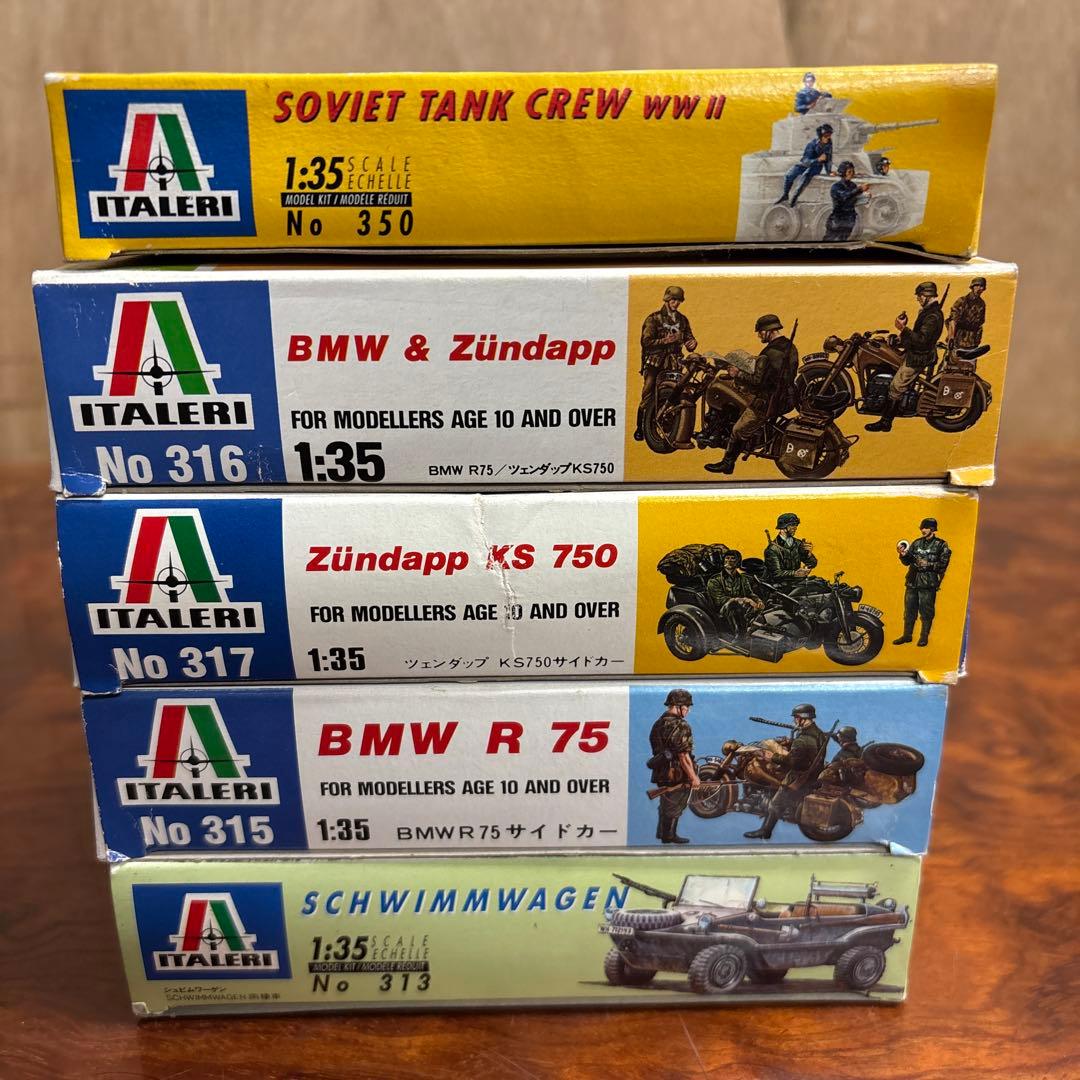 SOVIET TANK CREW WW II
ITALERI
1:35 SCALE ECHELLE
MODEL KIT / MODÈLE RÉDUIT
No 350
ITALERI
No 316
BMW & Zündapp
FOR MODELLERS AGE 10 AND OVER
1:35 BMW R75/ツェンダップKS750
ITALERI
No 317
Zündapp KS 750
FOR MODELLERS AGE 10 AND OVER
1:35 ツェンダップ KS750サイドカー
ITALERI
No 315
BMW R 75
FOR MODELLERS AGE 10 AND OVER
1:35 BMWR75サイドカー
ITALERI
SCHWIMMWAGEN
1:35 SCALE ECHELLE
MODEL KIT / MODÈLE RÉDUIT
No 313
シュビムワーゲン
SCHWIMMWAGEN